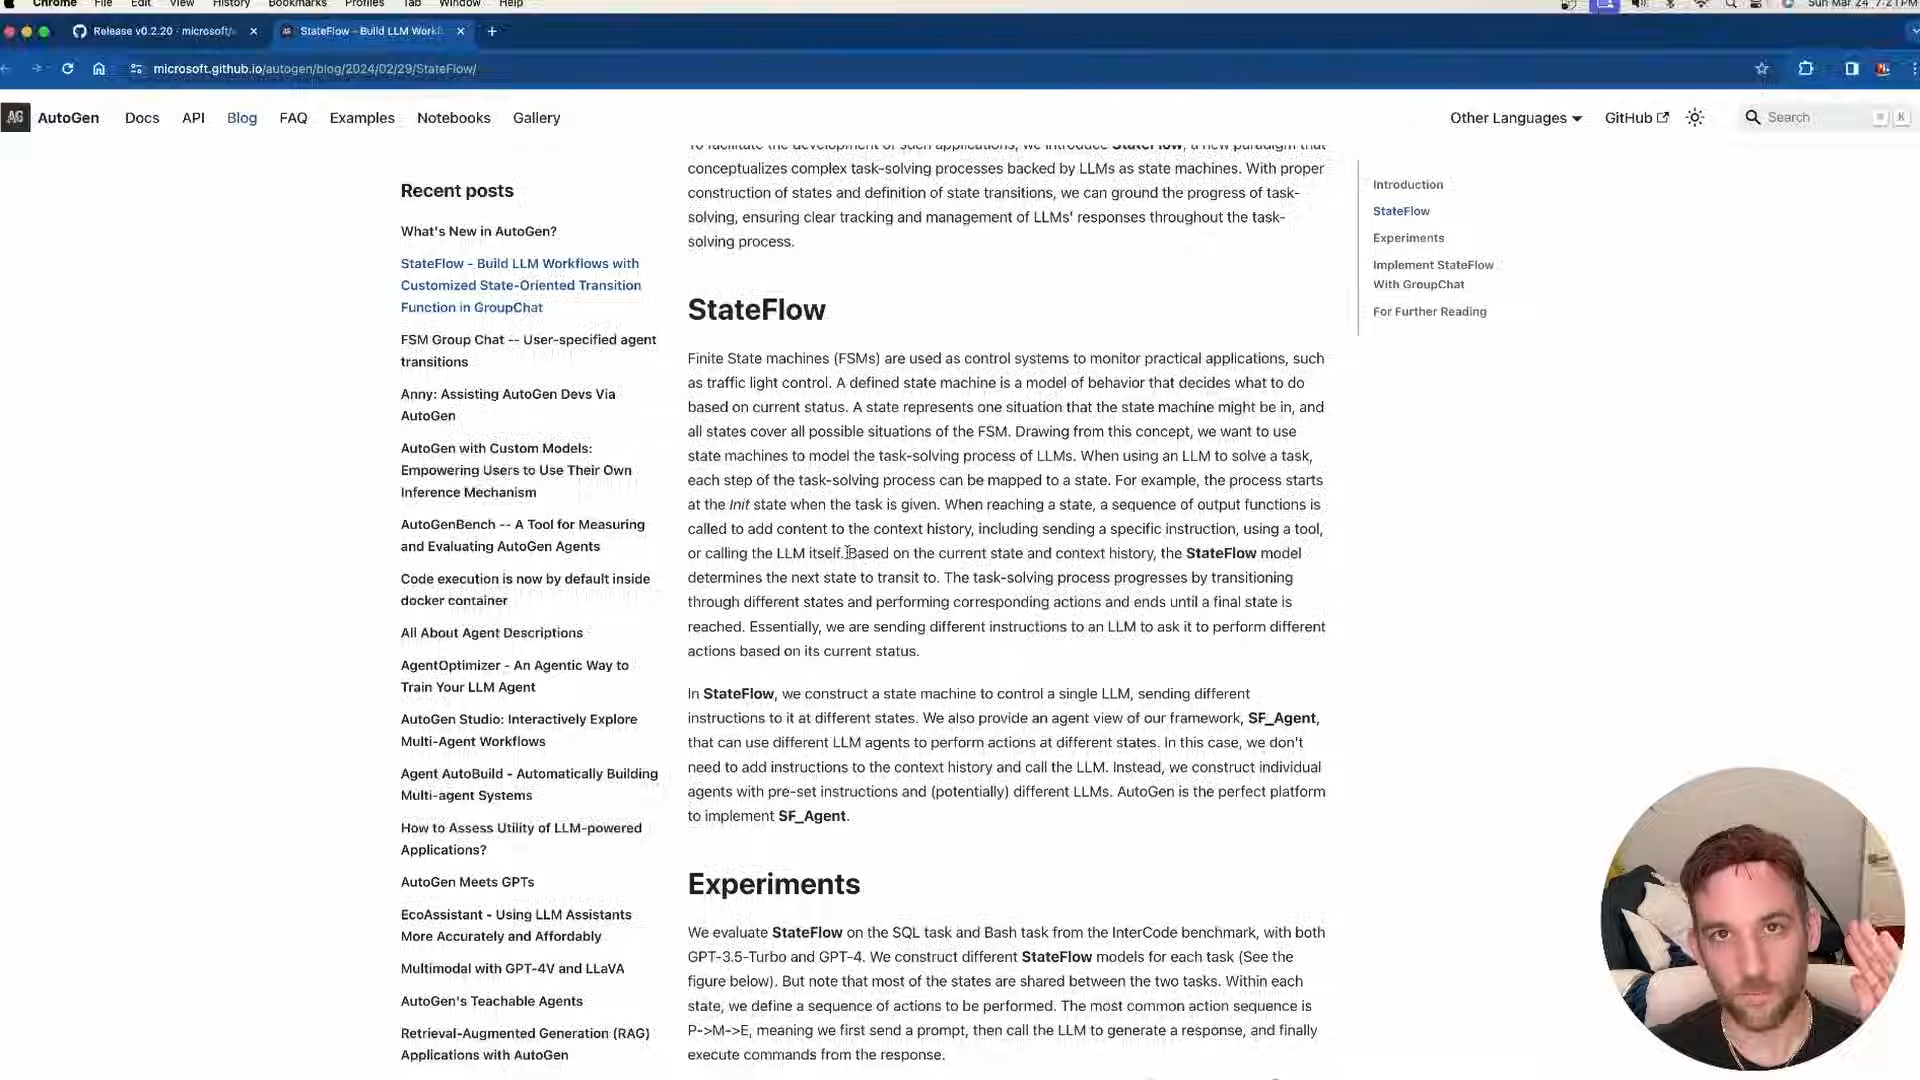 Chrome File Edit View History Bookmarks Profiles Tab Window Help
Sun Mar 24 7:21 PM
Release v0.2.20 · microsoft/
StateFlow - Build LLM Workfl
microsoft.github.io/autogen/blog/2024/02/29/StateFlow/
AG AutoGen Docs API Blog FAQ Examples Notebooks Gallery
Other Languages GitHub Search K
Recent posts
What's New in AutoGen?
StateFlow - Build LLM Workflows with
Customized State-Oriented Transition
Function in GroupChat
FSM Group Chat -- User-specified agent
transitions
Anny: Assisting AutoGen Devs Via
AutoGen
AutoGen with Custom Models:
Empowering Users to Use Their Own
Inference Mechanism
AutoGenBench -- A Tool for Measuring
and Evaluating AutoGen Agents
Code execution is now by default inside
docker container
All About Agent Descriptions
AgentOptimizer - An Agentic Way to
Train Your LLM Agent
AutoGen Studio: Interactively Explore
Multi-Agent Workflows
Agent AutoBuild - Automatically Building
Multi-agent Systems
How to Assess Utility of LLM-powered
Applications?
AutoGen Meets GPTs
EcoAssistant - Using LLM Assistants
More Accurately and Affordably
Multimodal with GPT-4V and LLaVA
AutoGen's Teachable Agents
Retrieval-Augmented Generation (RAG)
Applications with AutoGen
To facilitate the development of such applications, we introduce StateFlow, a new paradigm that
conceptualizes complex task-solving processes backed by LLMs as state machines. With proper
construction of states and definition of state transitions, we can ground the progress of task-
solving, ensuring clear tracking and management of LLMs' responses throughout the task-
solving process.
StateFlow
Finite State machines (FSMs) are used as control systems to monitor practical applications, such
as traffic light control. A defined state machine is a model of behavior that decides what to do
based on current status. A state represents one situation that the state machine might be in, and
all states cover all possible situations of the FSM. Drawing from this concept, we want to use
state machines to model the task-solving process of LLMs. When using an LLM to solve a task,
each step of the task-solving process can be mapped to a state. For example, the process starts
at the Init state when the task is given. When reaching a state, a sequence of output functions is
called to add content to the context history, including sending a specific instruction, using a tool,
or calling the LLM itself. Based on the current state and context history, the StateFlow model
determines the next state to transit to. The task-solving process progresses by transitioning
through different states and performing corresponding actions and ends until a final state is
reached. Essentially, we are sending different instructions to an LLM to ask it to perform different
actions based on its current status.
In StateFlow, we construct a state machine to control a single LLM, sending different
instructions to it at different states. We also provide an agent view of our framework, SF_Agent,
that can use different LLM agents to perform actions at different states. In this case, we don't
need to add instructions to the context history and call the LLM. Instead, we construct individual
agents with pre-set instructions and (potentially) different LLMs. AutoGen is the perfect platform
to implement SF_Agent.
Experiments
We evaluate StateFlow on the SQL task and Bash task from the InterCode benchmark, with both
GPT-3.5-Turbo and GPT-4. We construct different StateFlow models for each task (See the
figure below). But note that most of the states are shared between the two tasks. Within each
state, we define a sequence of actions to be performed. The most common action sequence is
P->M->E, meaning we first send a prompt, then call the LLM to generate a response, and finally
execute commands from the response.
Introduction
StateFlow
Experiments
Implement StateFlow
With GroupChat
For Further Reading